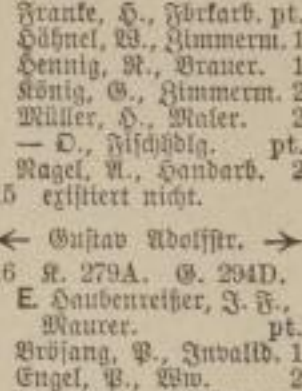 Franke, H., Fbrkarb. pt.
Hähnel, W., Zimmerm. 1
Hennig, R., Brauer. 1
König, G., Zimmerm. 2
Müller, H., Maler. 2
— O., Fischhdlg. pt.
Nagel, A., Handarb. 2
5 existiert nicht.
← Gustav Adolfstr. →
6 K. 279A. G. 294D.
E. Haubenreißer, J. F.,
Maurer. pt.
Brösang, P., Invalid. 1
Engel, P., Ww. 2